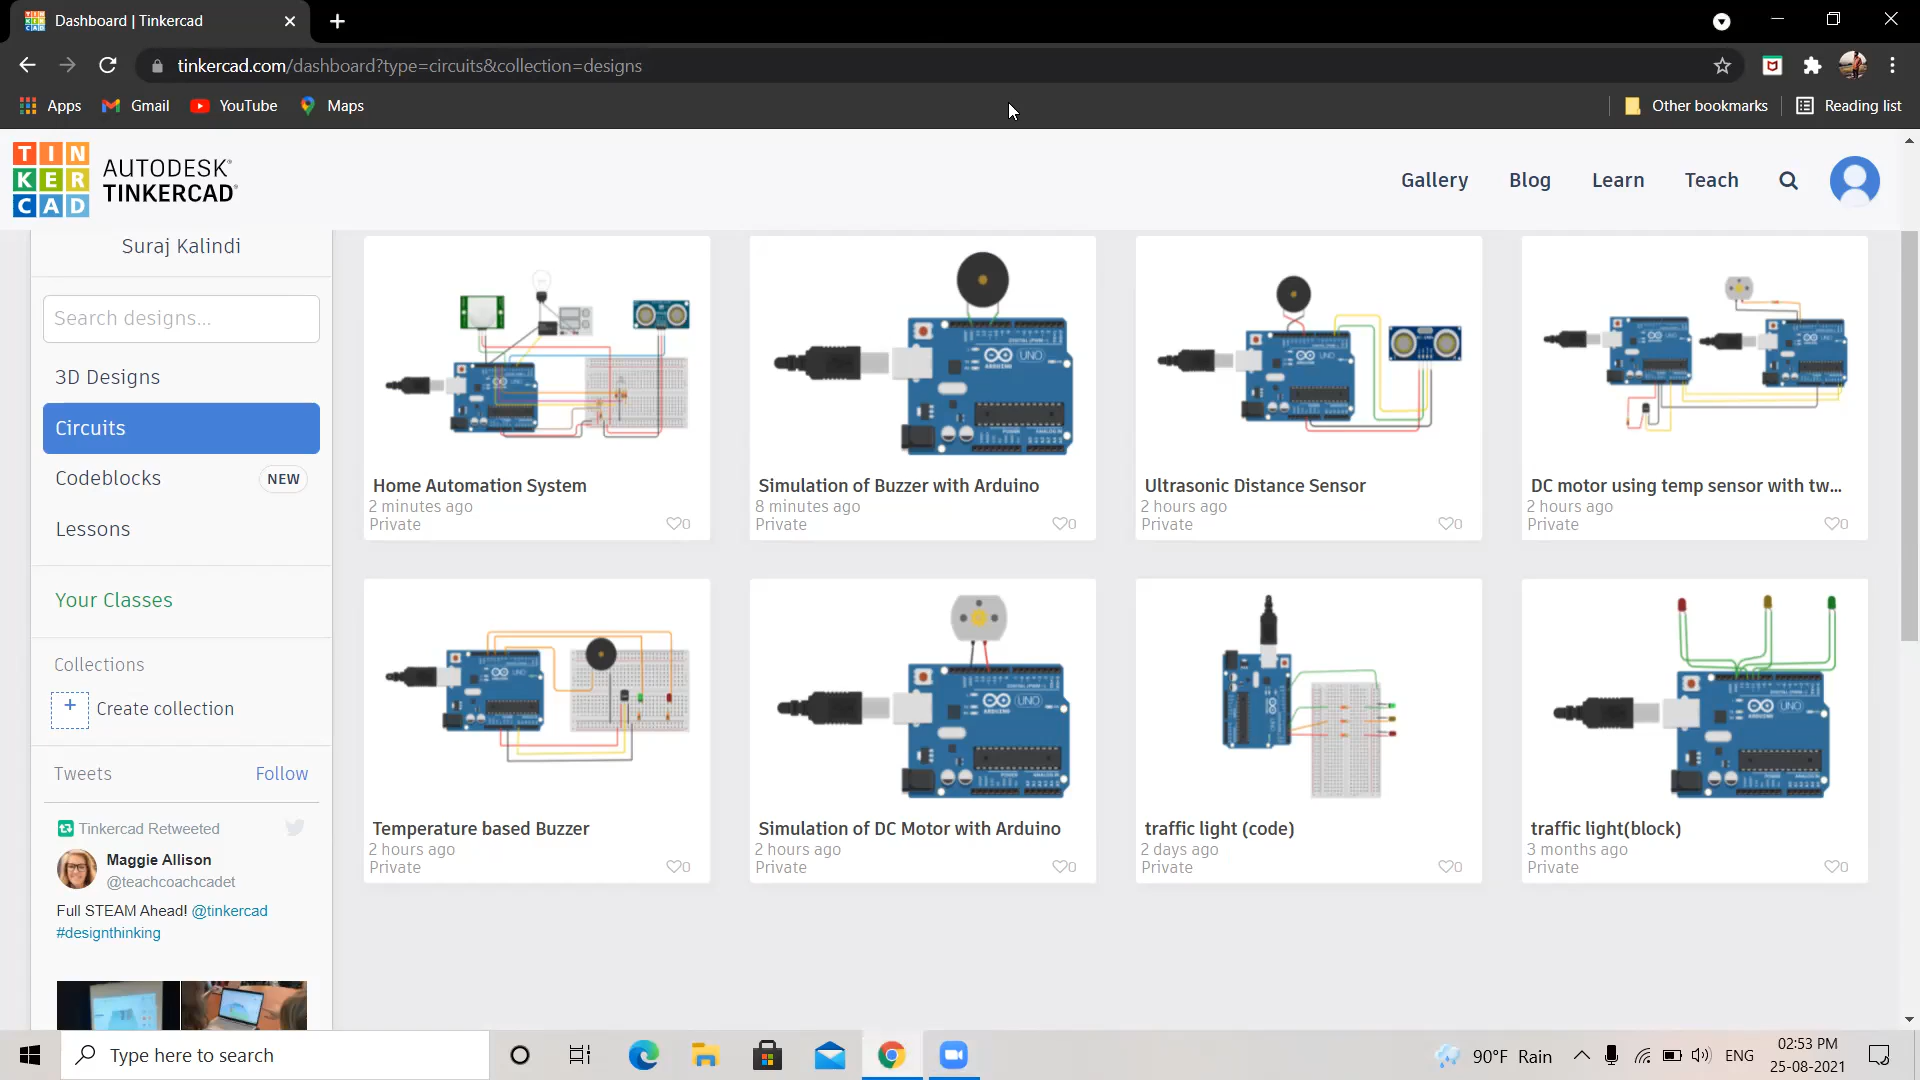 Dashboard | Tinkercad
tinkercad.com/dashboard?type=circuits&collection=designs
Apps
Gmail
YouTube
Maps
Other bookmarks
Reading list
TIN
KER
CAD
AUTODESK®
TINKERCAD®
Gallery
Blog
Learn
Teach
Suraj Kalindi
Search designs...
3D Designs
Circuits
Codeblocks
NEW
Lessons
Your Classes
Collections
+ Create collection
Tweets
Follow
Tinkercad Retweeted
Maggie Allison
@teachcoachcadet
Full STEAM Ahead! @tinkercad
#designthinking
Home Automation System
2 minutes ago
Private
0
UNO
ARDUINO
Simulation of Buzzer with Arduino
8 minutes ago
Private
0
UNO
Ultrasonic Distance Sensor
2 hours ago
Private
0
DC motor using temp sensor with tw...
2 hours ago
Private
0
Temperature based Buzzer
2 hours ago
Private
0
UNO
ARDUINO
Simulation of DC Motor with Arduino
2 hours ago
Private
0
traffic light (code)
2 days ago
Private
0
UNO
ARDUINO
traffic light(block)
3 months ago
Private
0
Type here to search
90°F Rain
ENG
02:53 PM
25-08-2021